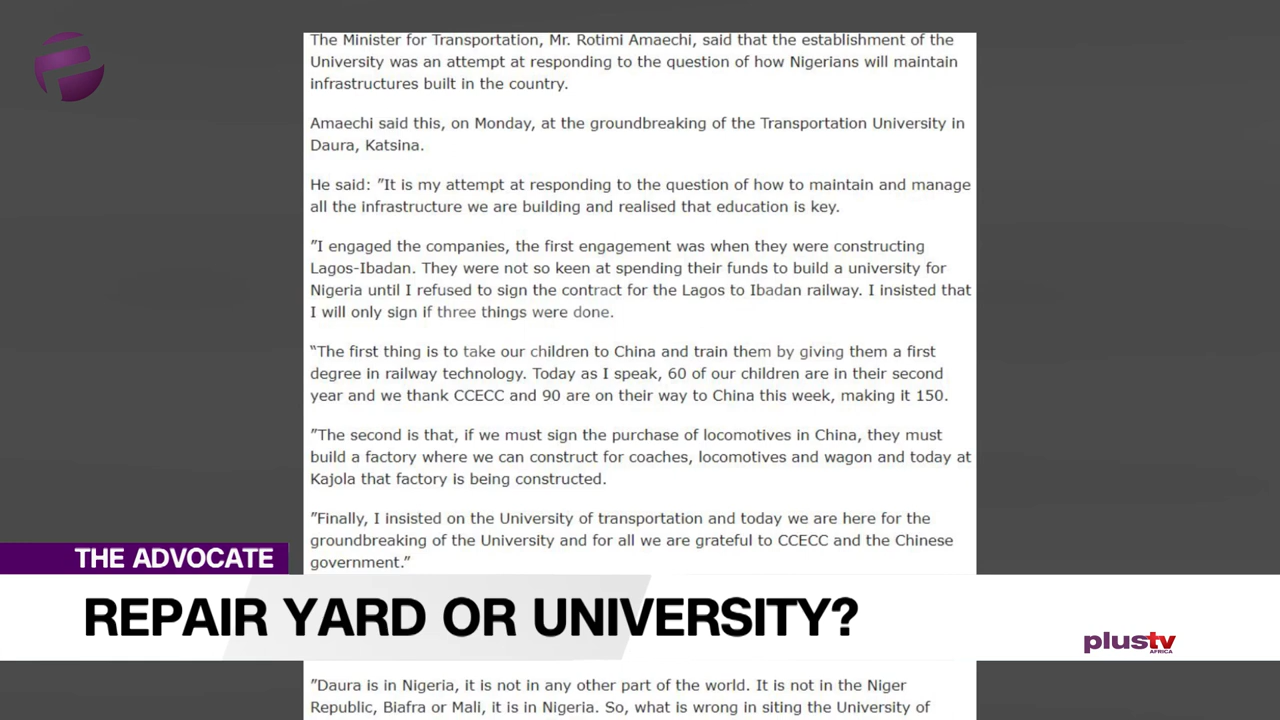 The Minister for Transportation, Mr. Rotimi Amaechi, said that the establishment of the
University was an attempt at responding to the question of how Nigerians will maintain
infrastructures built in the country.
Amaechi said this, on Monday, at the groundbreaking of the Transportation University in
Daura, Katsina.
He said: ”It is my attempt at responding to the question of how to maintain and manage
all the infrastructure we are building and realised that education is key.
”I engaged the companies, the first engagement was when they were constructing
Lagos-Ibadan. They were not so keen at spending their funds to build a university for
Nigeria until I refused to sign the contract for the Lagos to Ibadan railway. I insisted that
I will only sign if three things were done.
“The first thing is to take our children to China and train them by giving them a first
degree in railway technology. Today as I speak, 60 of our children are in their second
year and we thank CCECC and 90 are on their way to China this week, making it 150.
”The second is that, if we must sign the purchase of locomotives in China, they must
build a factory where we can construct for coaches, locomotives and wagon and today at
Kajola that factory is being constructed.
”Finally, I insisted on the University of transportation and today we are here for the
groundbreaking of the University and for all we are grateful to CCECC and the Chinese
government.”
THE ADVOCATE
REPAIR YARD OR UNIVERSITY?
plustv
AFRICA
”Daura is in Nigeria, it is not in any other part of the world. It is not in the Niger
Republic, Biafra or Mali, it is in Nigeria. So, what is wrong in siting the University of